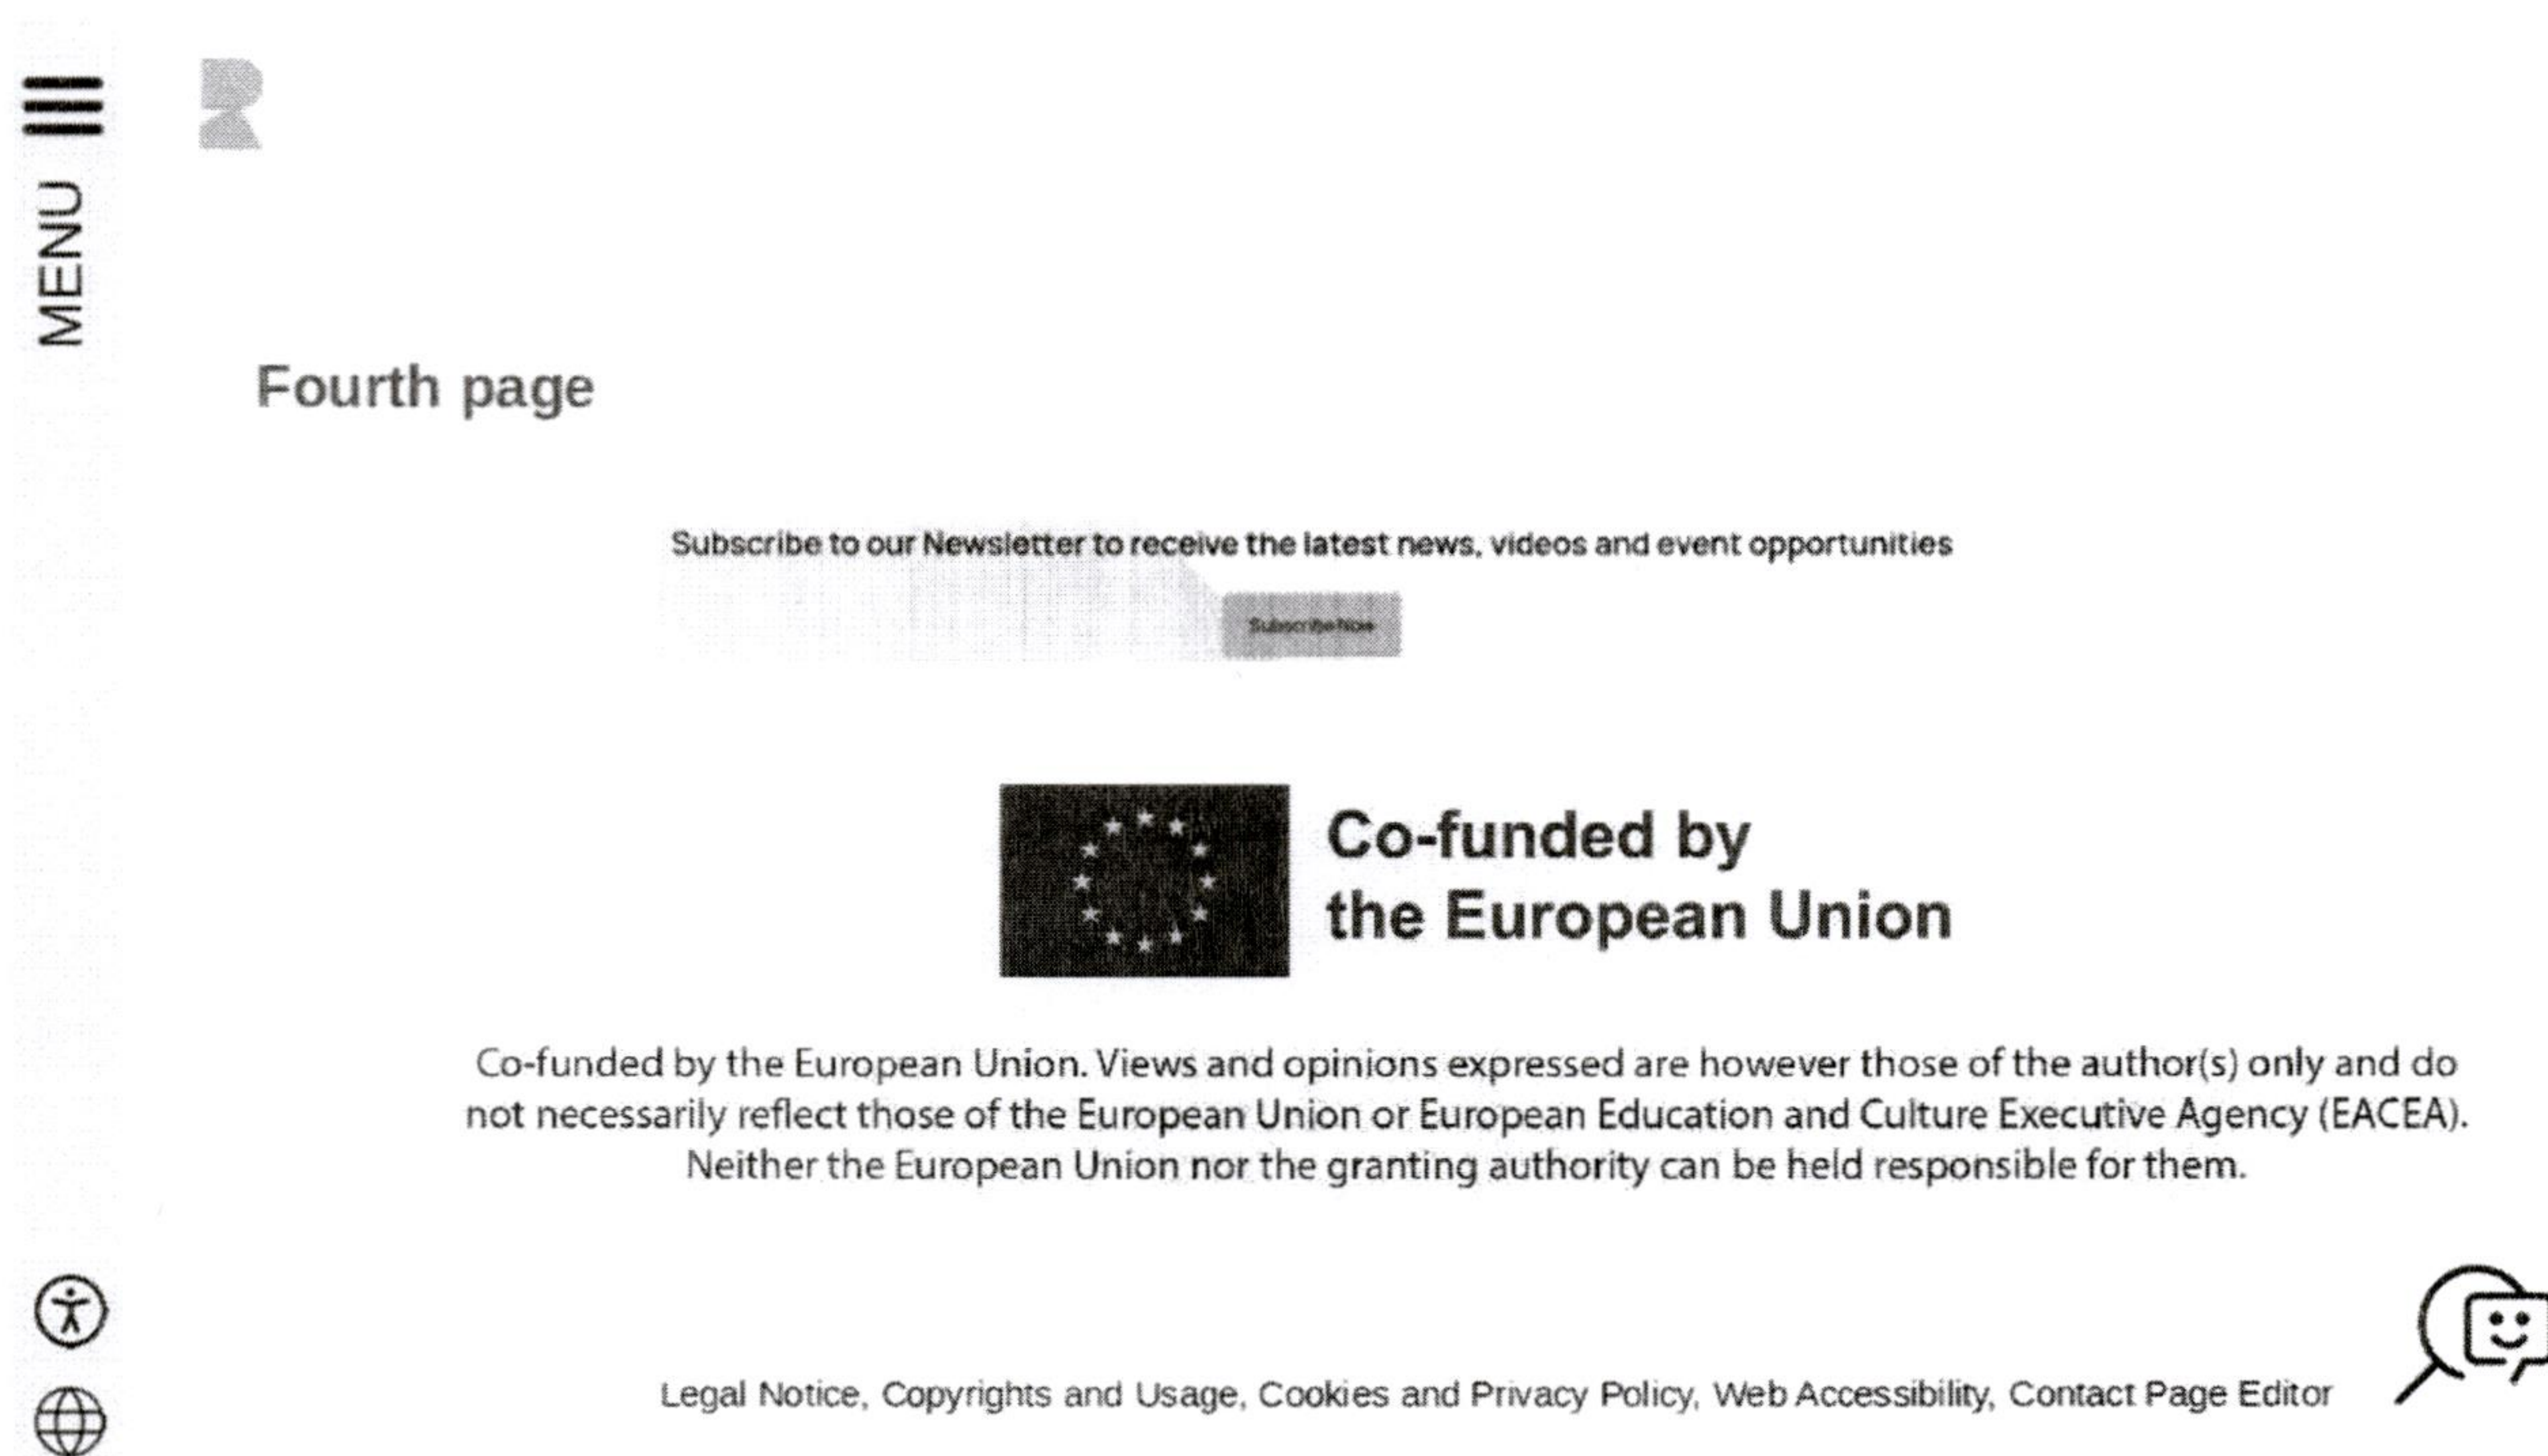 MENU
Fourth page
Subscribe to our Newsletter to receive the latest news, videos and event opportunities
Subscribe Now
Co-funded by
the European Union
Co-funded by the European Union. Views and opinions expressed are however those of the author(s) only and do
not necessarily reflect those of the European Union or European Education and Culture Executive Agency (EACEA).
Neither the European Union nor the granting authority can be held responsible for them.
Legal Notice, Copyrights and Usage, Cookies and Privacy Policy, Web Accessibility, Contact Page Editor